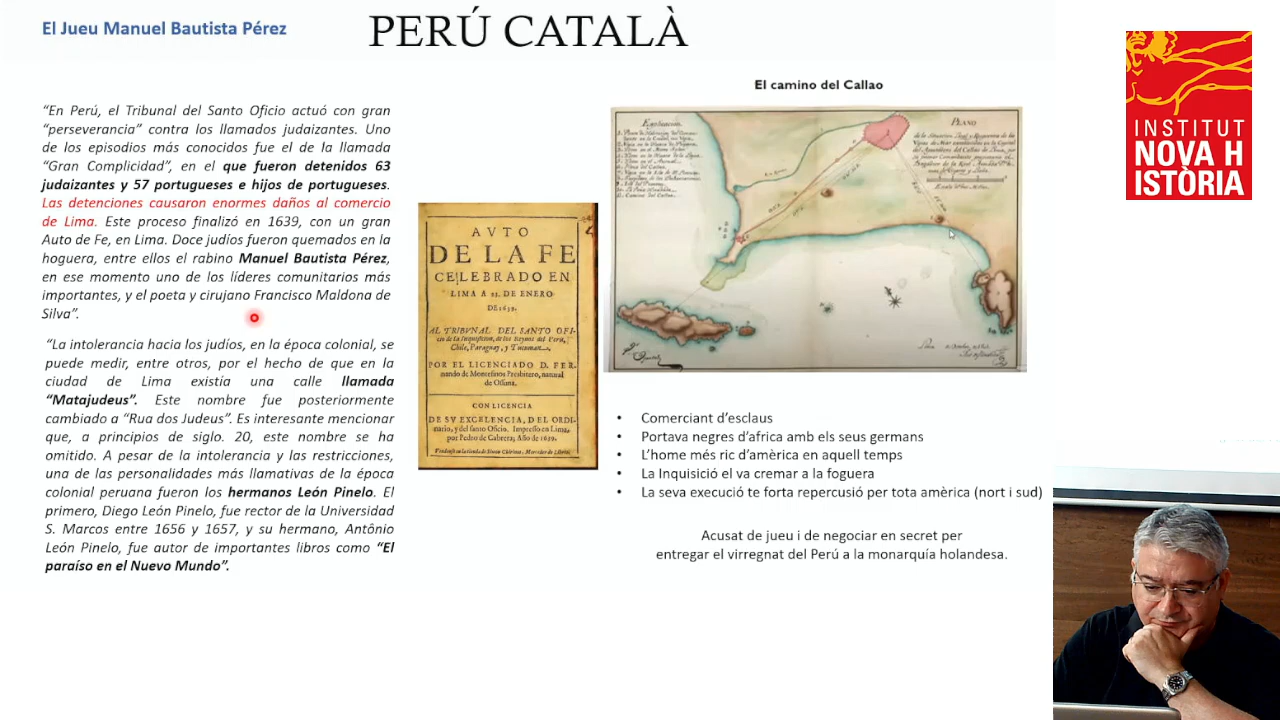 El Jueu Manuel Bautista Pérez
PERÚ CATALÀ
“En Perú, el Tribunal del Santo Oficio actuó con gran
“perseverancia” contra los llamados judaizantes. Uno
de los episodios más conocidos fue el de la llamada
“Gran Complicidad”, en el que fueron detenidos 63
judaizantes y 57 portugueses e hijos de portugueses.
Las detenciones causaron enormes daños al comercio
de Lima. Este proceso finalizó en 1639, con un gran
Auto de Fe, en Lima. Doce judíos fueron quemados en la
hoguera, entre ellos el rabino Manuel Bautista Pérez,
en ese momento uno de los líderes comunitarios más
importantes, y el poeta y cirujano Francisco Maldona de
Silva”.
“La intolerancia hacia los judíos, en la época colonial, se
puede medir, entre otros, por el hecho de que en la
ciudad de Lima existía una calle llamada
“Matajudeus”. Este nombre fue posteriormente
cambiado a “Rua dos Judeus”. Es interesante mencionar
que, a principios de siglo. 20, este nombre se ha
omitido. A pesar de la intolerancia y las restricciones,
una de las personalidades más llamativas de la época
colonial peruana fueron los hermanos León Pinelo. El
primero, Diego León Pinelo, fue rector de la Universidad
S. Marcos entre 1656 y 1657, y su hermano, Antônio
León Pinelo, fue autor de importantes libros como “El
paraíso en el Nuevo Mundo”.
AVTO
DE LA FE
CELEBRADO EN
LIMA A 23. DE ENERO
DE 1639.
AL TRIBVNAL DEL SANTO OFI-
cio de la Inquisicion, de los Reynos del Perú,
Chile, Paraguay, y Tucuman.
POR EL LICENCIADO D. FER-
nando de Montesinos Presbitero, natural
de Ossuna.
CON LICENCIA
DE SV EXCELENCIA, DEL ORDI-
nario, y del santo Oficio. Impresso en Lima,
por Pedro de Cabrera; Año de 1639.
El camino del Callao
Explicación
PLANO
Comerciant d’esclaus
Portava negres d’africa amb els seus germans
L’home més ric d’amèrica en aquell temps
La Inquisició el va cremar a la foguera
La seva execució te forta repercusió per tota amèrica (nort i sud)
Acusat de jueu i de negociar en secret per
entregar el virregnat del Perú a la monarquía holandesa.
INSTITUT
NOVA H
ISTÒRIA